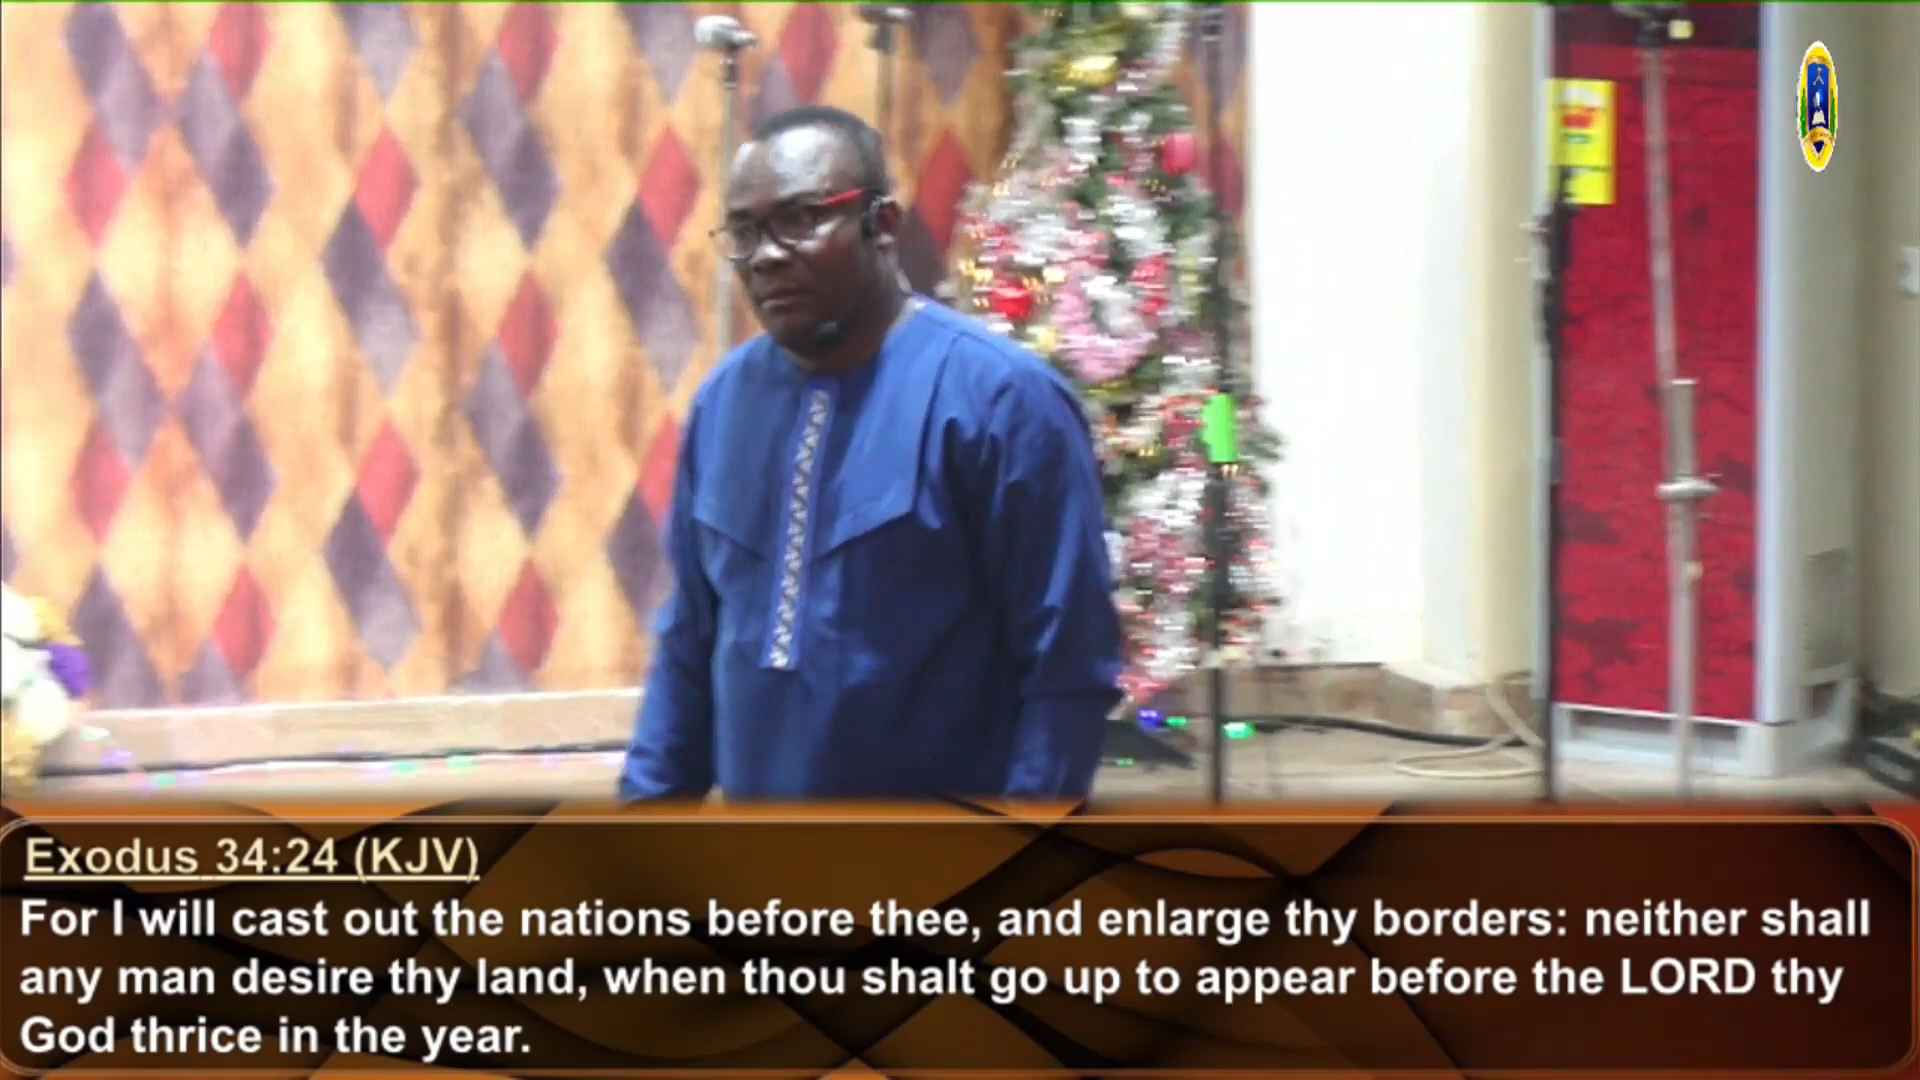 Exodus 34:24 (KJV)
For I will cast out the nations before thee, and enlarge thy borders: neither shall
any man desire thy land, when thou shalt go up to appear before the LORD thy
God thrice in the year.